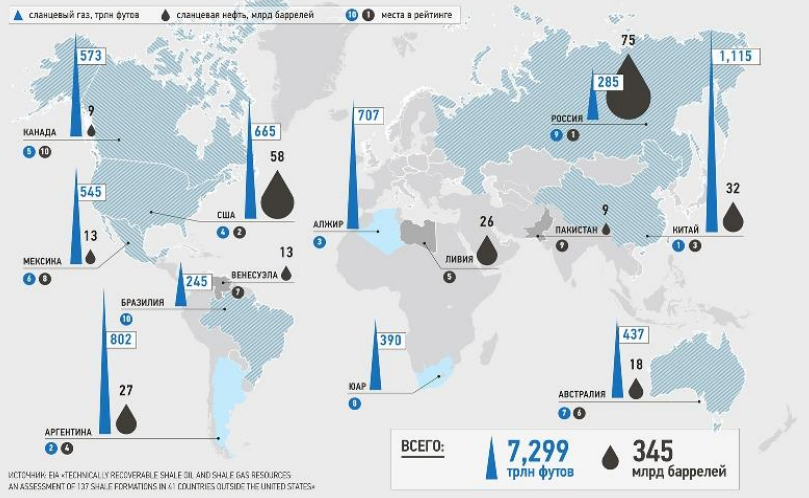 сланцевый газ, трлн футов сланцевая нефть, млрд баррелей 10 1 места в рейтинге
573
9
КАНАДА
5 10
665
58
США
4 2
545
13
МЕКСИКА
6 8
707
АЛЖИР
3
75
285
РОССИЯ
9 1
1,115
32
КИТАЙ
1 3
9
ПАКИСТАН
9
26
ЛИВИЯ
5
13
ВЕНЕСУЭЛА
7
245
БРАЗИЛИЯ
10
802
27
АРГЕНТИНА
2 4
390
ЮАР
8
437
18
АВСТРАЛИЯ
7 6
ВСЕГО:
7,299
трлн футов
345
млрд баррелей
ИСТОЧНИК: EIA «TECHNICALLY RECOVERABLE SHALE OIL AND SHALE GAS RESOURCES:
AN ASSESSMENT OF 137 SHALE FORMATIONS IN 41 COUNTRIES OUTSIDE THE UNITED STATES»